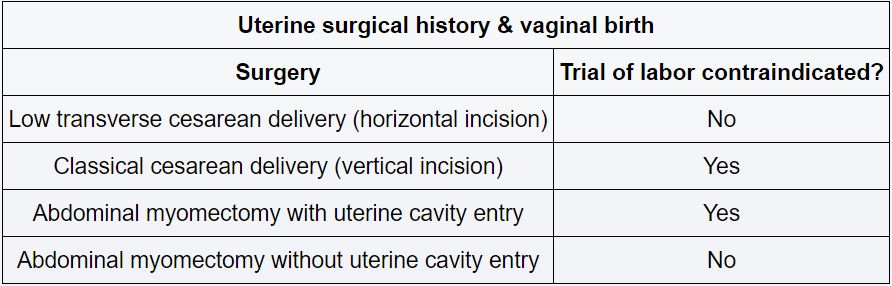 Uterine surgical history & vaginal birth
Surgery Trial of labor contraindicated?
Low transverse cesarean delivery (horizontal incision) No
Classical cesarean delivery (vertical incision) Yes
Abdominal myomectomy with uterine cavity entry Yes
Abdominal myomectomy without uterine cavity entry No